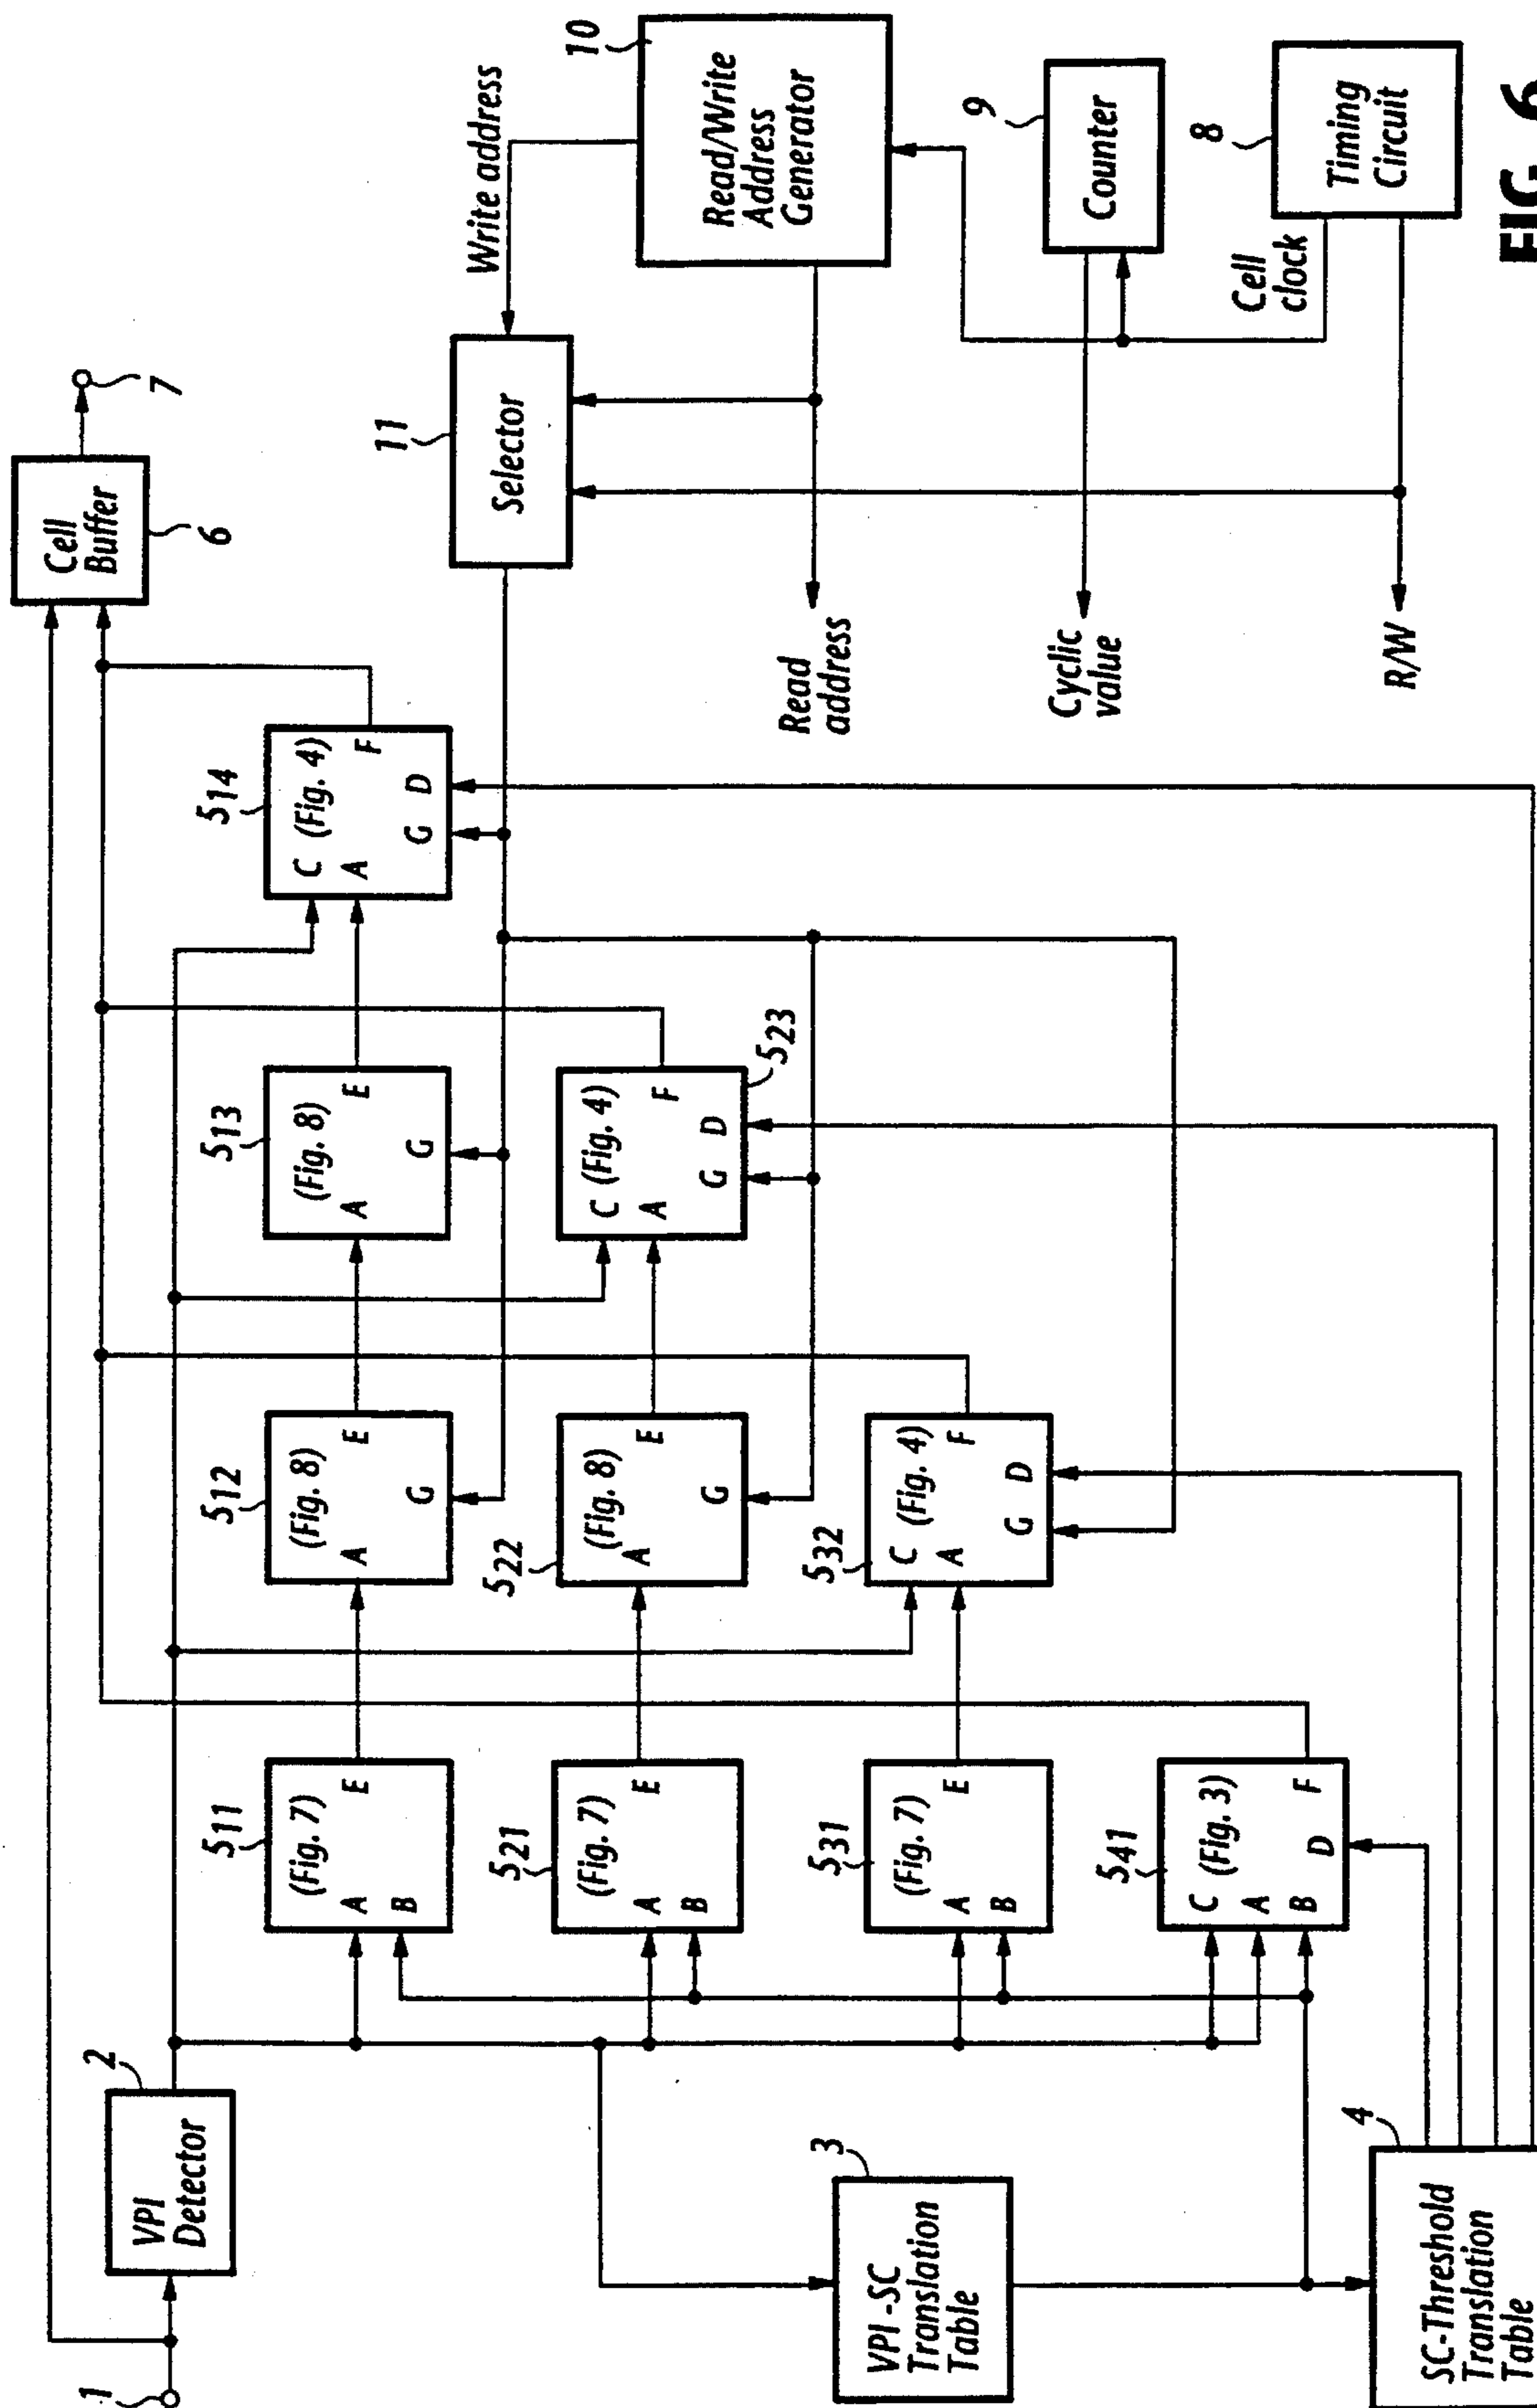 1
VPI
Detector
2
VPI-SC
Translation
Table
3
SC-Threshold
Translation
Table
4
511
(Fig. 7)
A
B
E
521
(Fig. 7)
A
B
E
531
(Fig. 7)
A
B
E
541
C
(Fig. 3)
A
B
D
F
512
(Fig. 8)
A
E
G
522
(Fig. 8)
A
E
G
532
C
(Fig. 4)
A
F
G
D
513
(Fig. 8)
A
E
G
523
C
(Fig. 4)
A
F
G
D
514
C
(Fig. 4)
A
F
G
D
Cell
Buffer
6
7
11
Selector
Write address
10
Read/Write
Address
Generator
Read
address
9
Counter
Cyclic
value
8
Timing
Circuit
Cell
clock
R/W
FIG. 6